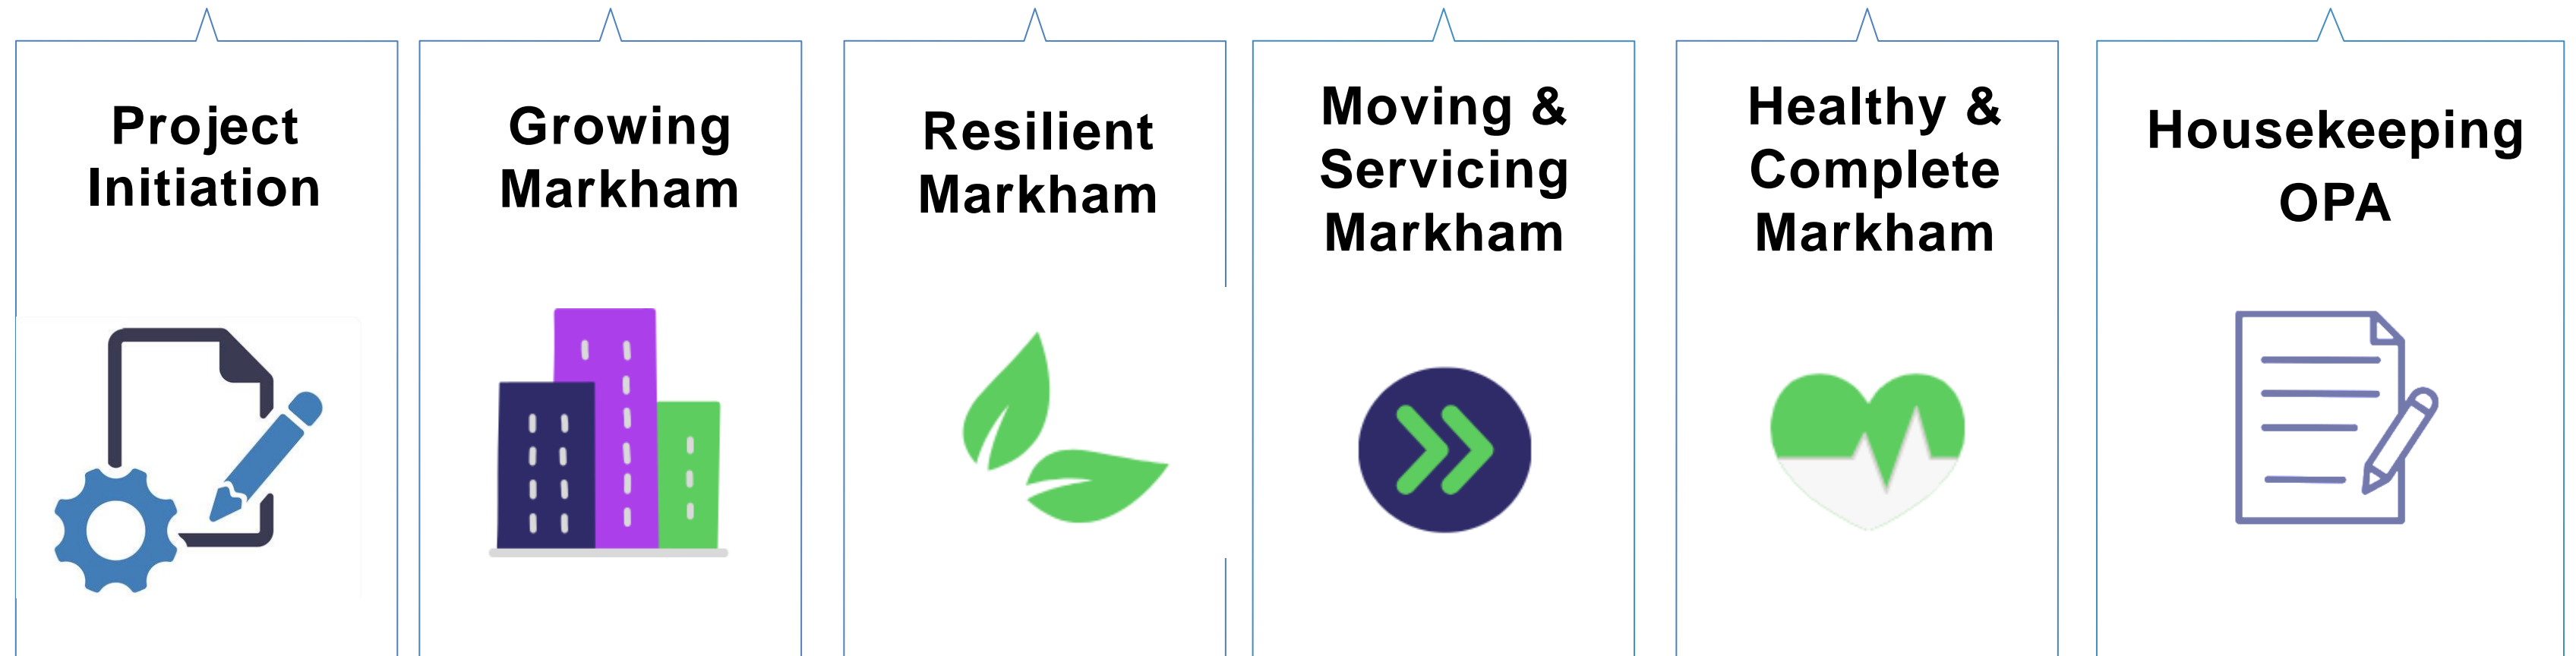 Project
Initiation
Growing
Markham
Resilient
Markham
Moving &
Servicing
Markham
Healthy &
Complete
Markham
Housekeeping
OPA